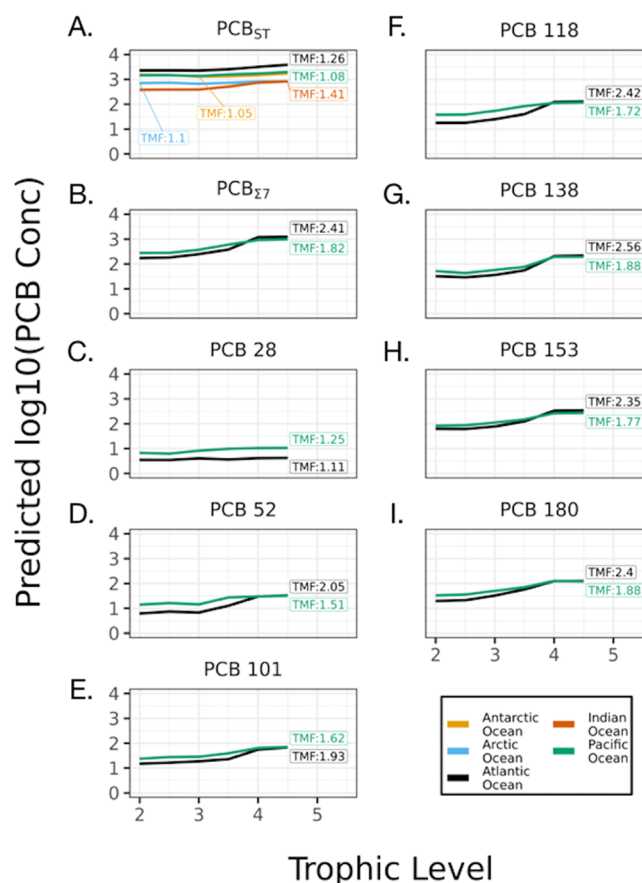 A.
PCB_ST
4
3
2
1
0
TMF:1.26
TMF:1.08
TMF:1.41
TMF:1.05
TMF:1.1
B.
PCB_Σ7
4
3
2
1
0
TMF:2.41
TMF:1.82
C.
PCB 28
4
3
2
1
0
TMF:1.25
TMF:1.11
D.
PCB 52
4
3
2
1
0
TMF:2.05
TMF:1.51
E.
PCB 101
4
3
2
1
0
TMF:1.62
TMF:1.93
2 3 4 5
F.
PCB 118
TMF:2.42
TMF:1.72
G.
PCB 138
TMF:2.56
TMF:1.88
H.
PCB 153
TMF:2.35
TMF:1.77
I.
PCB 180
TMF:2.4
TMF:1.88
2 3 4 5
Antarctic
Ocean
Arctic
Ocean
Atlantic
Ocean
Indian
Ocean
Pacific
Ocean
Predicted log10(PCB Conc)
Trophic Level